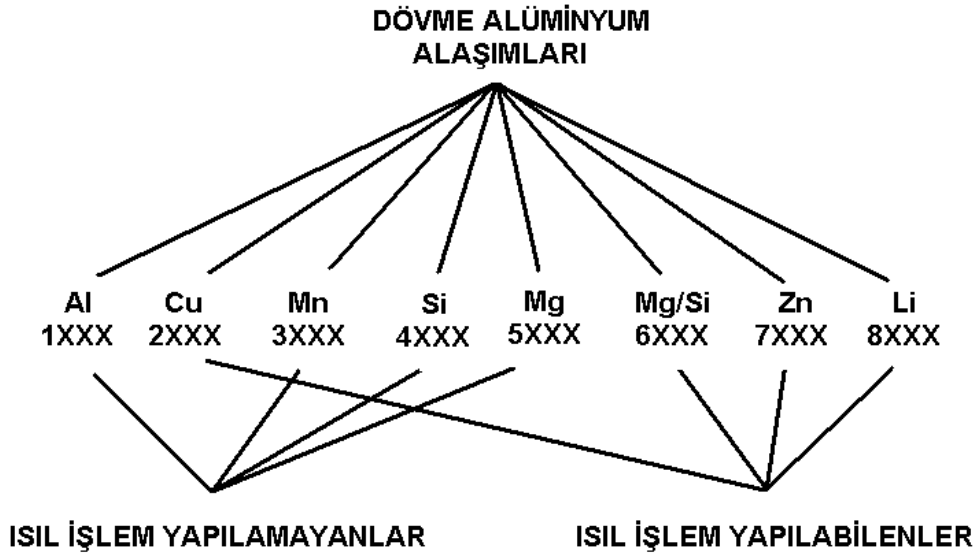 DÖVME ALÜMİNYUM
ALAŞIMLARI
Al Cu Mn Si Mg Mg/Si Zn Li
1XXX 2XXX 3XXX 4XXX 5XXX 6XXX 7XXX 8XXX
ISIL İŞLEM YAPILAMAYANLAR ISIL İŞLEM YAPILABİLENLER